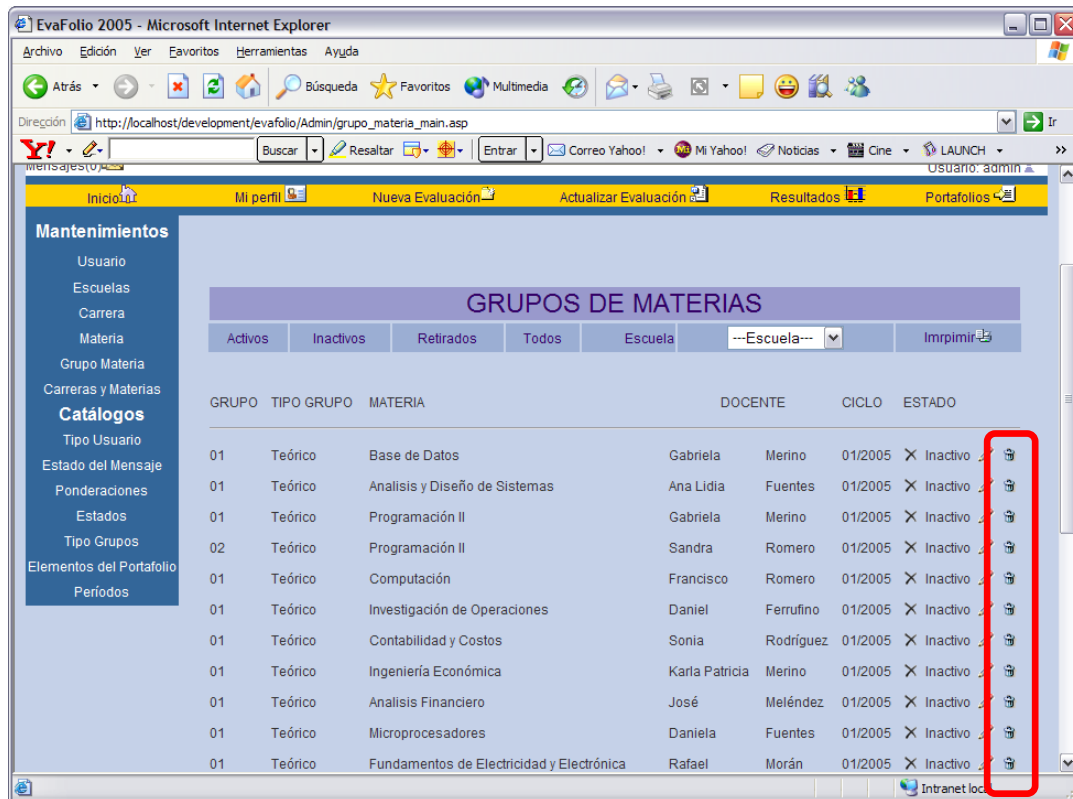 EvaFolio 2005 - Microsoft Internet Explorer
Archivo Edición Ver Favoritos Herramientas Ayuda
Atrás Búsqueda Favoritos Multimedia
Dirección http://localhost/development/evafolio/Admin/grupo_materia_main.asp Ir
Y! Buscar Resaltar Entrar Correo Yahoo! Mi Yahoo! Noticias Cine LAUNCH »
Mensajes(0) Usuario: admin
Inicio Mi perfil Nueva Evaluación Actualizar Evaluación Resultados Portafolios
Mantenimientos
Usuario
Escuelas
Carrera
Materia
Grupo Materia
Carreras y Materias
Catálogos
Tipo Usuario
Estado del Mensaje
Ponderaciones
Estados
Tipo Grupos
Elementos del Portafolio
Períodos
GRUPOS DE MATERIAS
Activos Inactivos Retirados Todos Escuela ---Escuela--- Imrpimir
GRUPO TIPO GRUPO MATERIA DOCENTE CICLO ESTADO
01 Teórico Base de Datos Gabriela Merino 01/2005 Inactivo
01 Teórico Analisis y Diseño de Sistemas Ana Lidia Fuentes 01/2005 Inactivo
01 Teórico Programación II Gabriela Merino 01/2005 Inactivo
02 Teórico Programación II Sandra Romero 01/2005 Inactivo
01 Teórico Computación Francisco Romero 01/2005 Inactivo
01 Teórico Investigación de Operaciones Daniel Ferrufino 01/2005 Inactivo
01 Teórico Contabilidad y Costos Sonia Rodríguez 01/2005 Inactivo
01 Teórico Ingeniería Económica Karla Patricia Merino 01/2005 Inactivo
01 Teórico Analisis Financiero José Meléndez 01/2005 Inactivo
01 Teórico Microprocesadores Daniela Fuentes 01/2005 Inactivo
01 Teórico Fundamentos de Electricidad y Electrónica Rafael Morán 01/2005 Inactivo
Intranet local